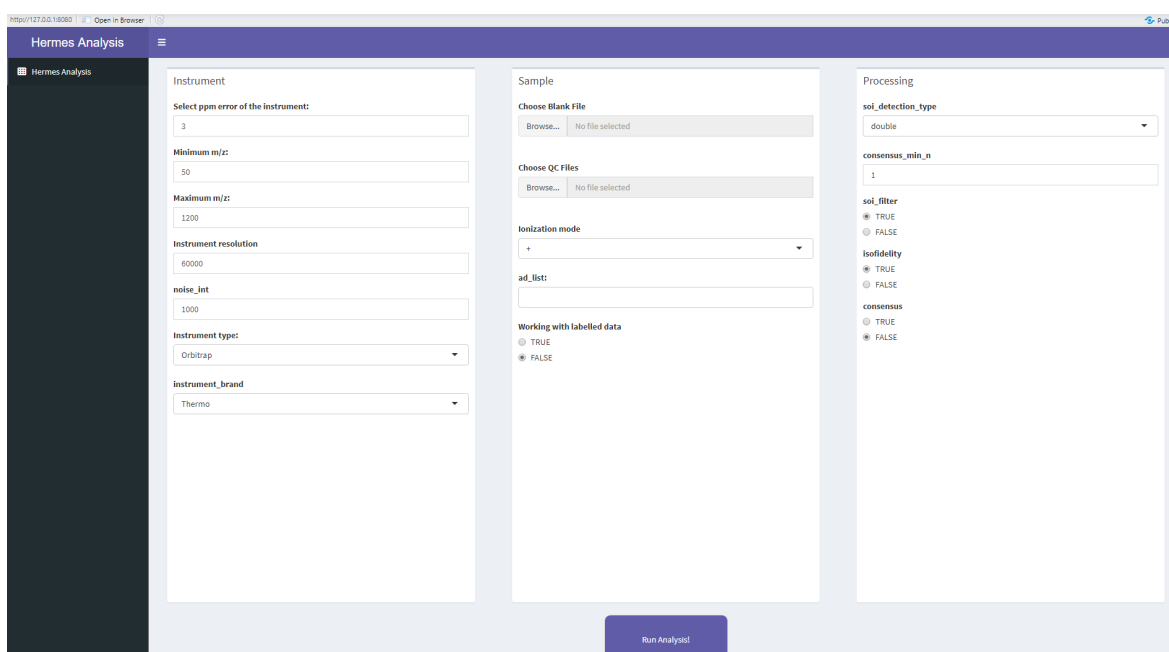 http://127.0.0.1:8080 Open in Browser Pub
Hermes Analysis
Hermes Analysis
Instrument
Select ppm error of the instrument:
3
Minimum m/z:
50
Maximum m/z:
1200
Instrument resolution
60000
noise_int
1000
Instrument type:
Orbitrap
instrument_brand
Thermo
Sample
Choose Blank File
Browse... No file selected
Choose QC Files
Browse... No file selected
Ionization mode
+
ad_list:
Working with labelled data
TRUE
FALSE
Processing
soi_detection_type
double
consensus_min_n
1
soi_filter
TRUE
FALSE
isofidelity
TRUE
FALSE
consensus
TRUE
FALSE
Run Analysis!